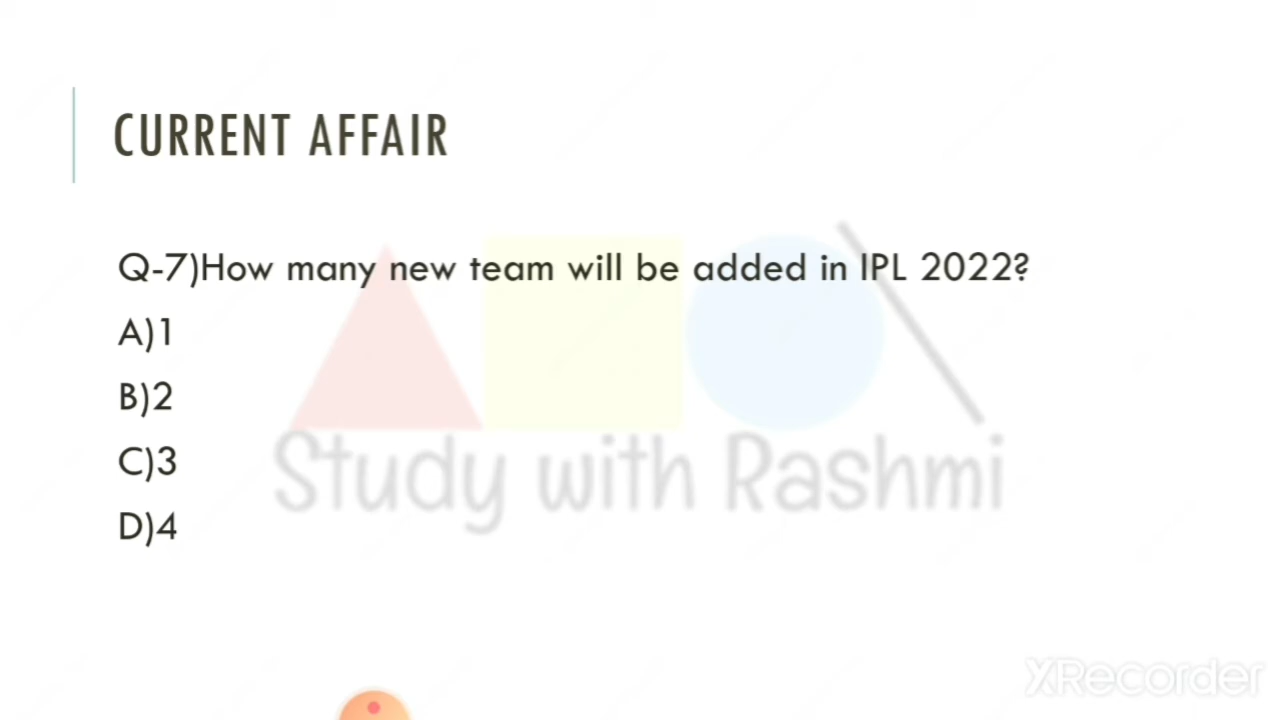 CURRENT AFFAIR
Q-7)How many new team will be added in IPL 2022?
A)1
B)2
C)3
D)4
Study with Rashmi
XRecorder